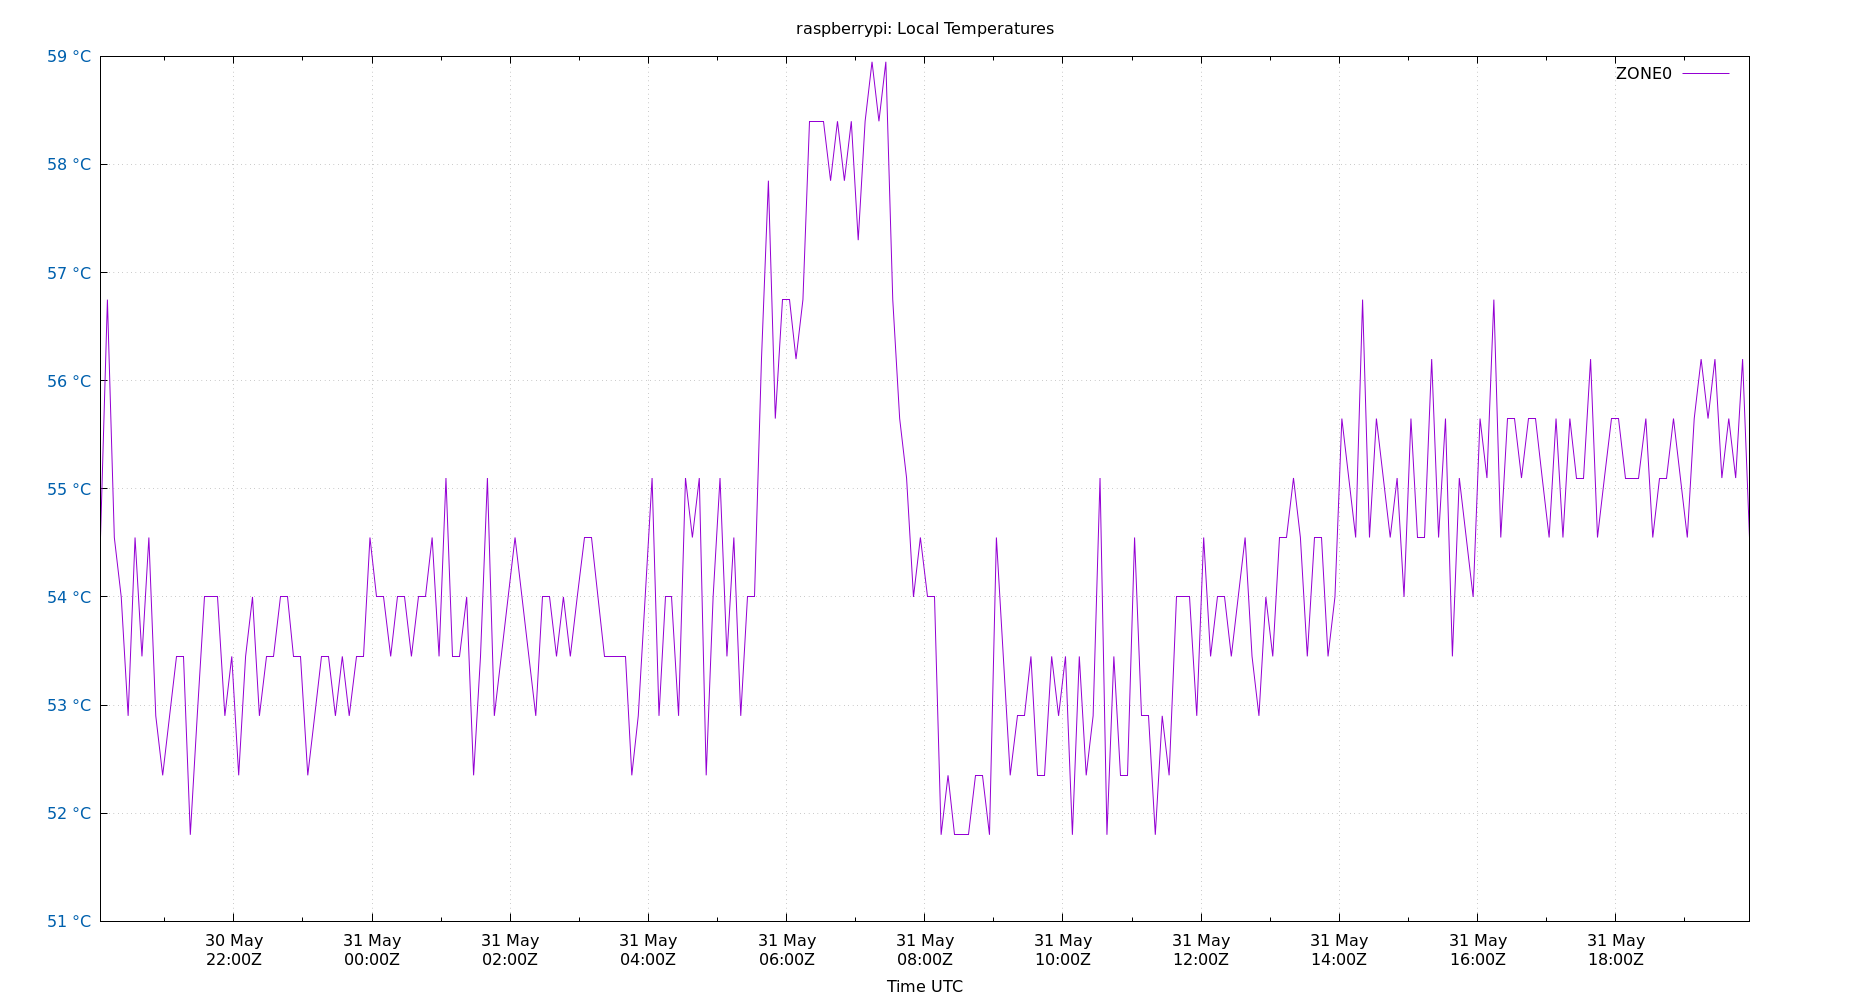 raspberrypi: Local Temperatures
59 °C
ZONE0
58 °C
57 °C
56 °C
55 °C
54 °C
53 °C
52 °C
51 °C
30 May
22:00Z
31 May
00:00Z
31 May
02:00Z
31 May
04:00Z
31 May
06:00Z
31 May
08:00Z
31 May
10:00Z
31 May
12:00Z
31 May
14:00Z
31 May
16:00Z
31 May
18:00Z
Time UTC